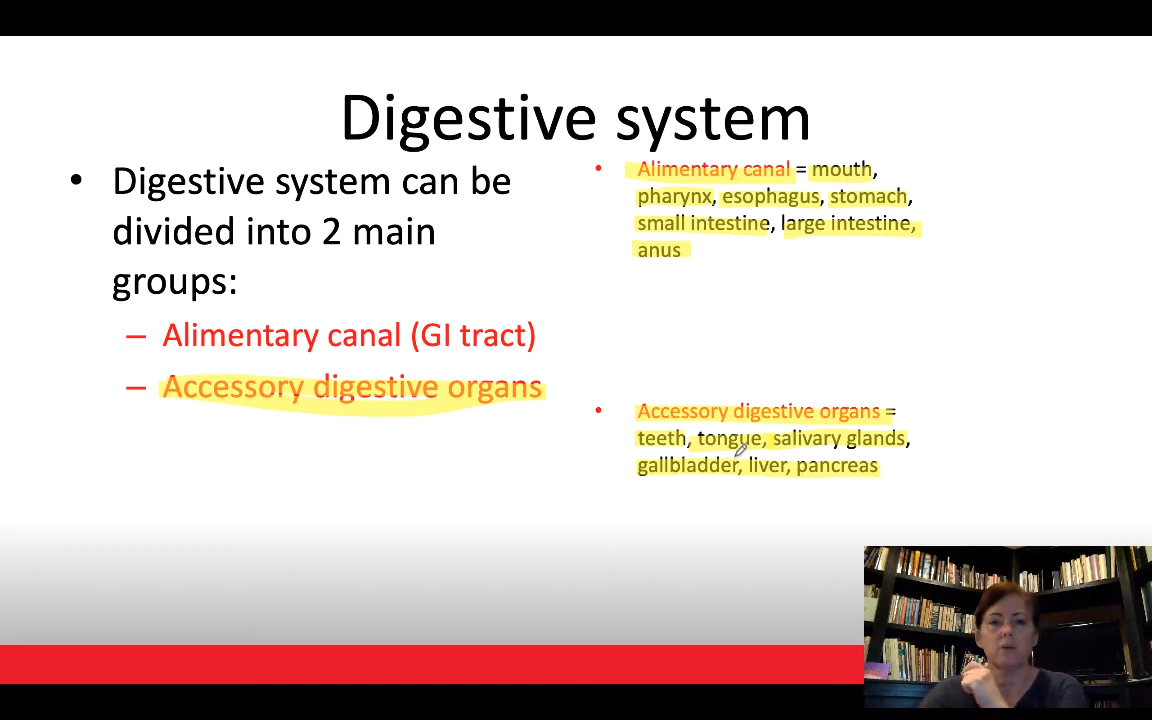 Digestive system
• Digestive system can be
divided into 2 main
groups:
– Alimentary canal (GI tract)
– Accessory digestive organs
• Alimentary canal = mouth,
pharynx, esophagus, stomach,
small intestine, large intestine,
anus
• Accessory digestive organs =
teeth, tongue, salivary glands,
gallbladder, liver, pancreas